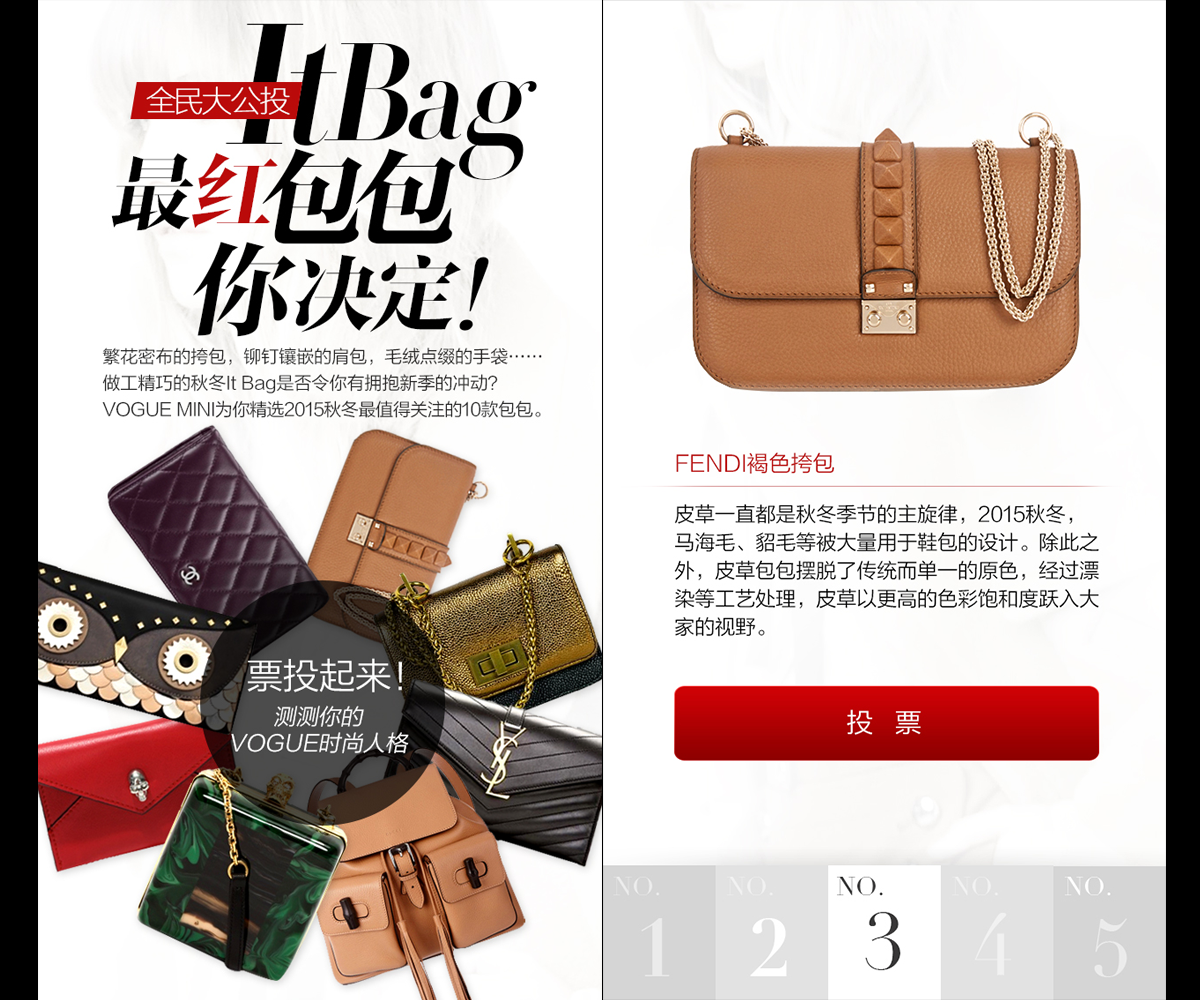 It Bag
全民大公投
最红包包
你决定!
繁花密布的挎包，铆钉镶嵌的肩包，毛绒点缀的手袋……
做工精巧的秋冬It Bag是否令你有拥抱新季的冲动?
VOGUE MINI为你精选2015秋冬最值得关注的10款包包。
票投起来!
测测你的
VOGUE时尚人格
YSL
FENDI褐色挎包
皮草一直都是秋冬季节的主旋律，2015秋冬，
马海毛、貂毛等被大量用于鞋包的设计。除此之
外，皮草包包摆脱了传统而单一的原色，经过漂
染等工艺处理，皮草以更高的色彩饱和度跃入大
家的视野。
投 票
NO.
1
NO.
2
NO.
3
NO.
4
NO.
5